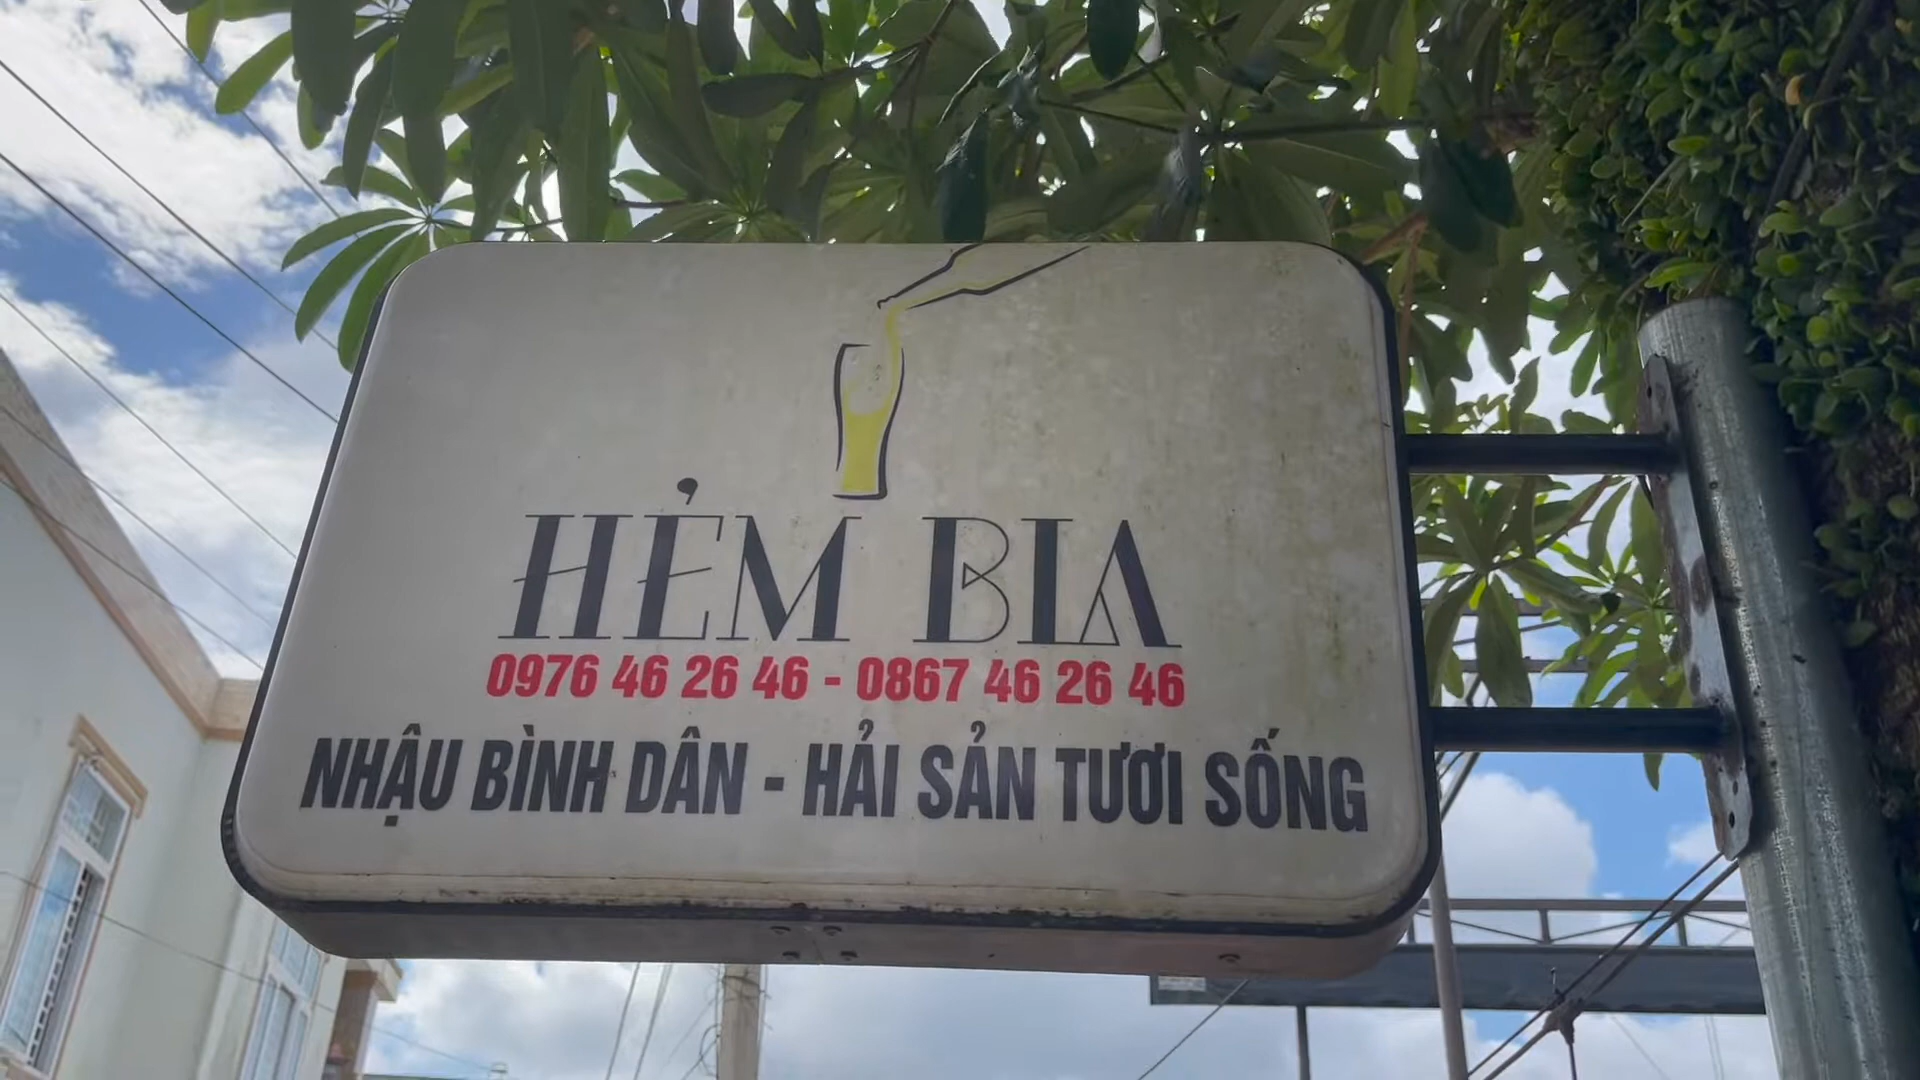 HẺM BIA
0976 46 26 46 - 0867 46 26 46
NHẬU BÌNH DÂN - HẢI SẢN TƯƠI SỐNG